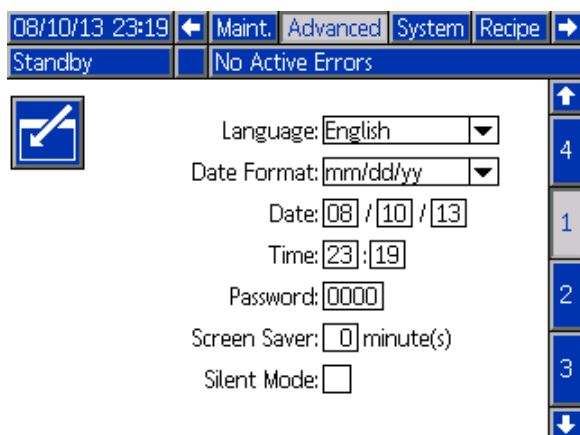 08/10/13 23:19 Maint. Advanced System Recipe
Standby No Active Errors
Language: English
4
Date Format: mm/dd/yy
Date: 08 / 10 / 13
1
Time: 23 : 19
Password: 0000
2
Screen Saver: 0 minute(s)
Silent Mode:
3